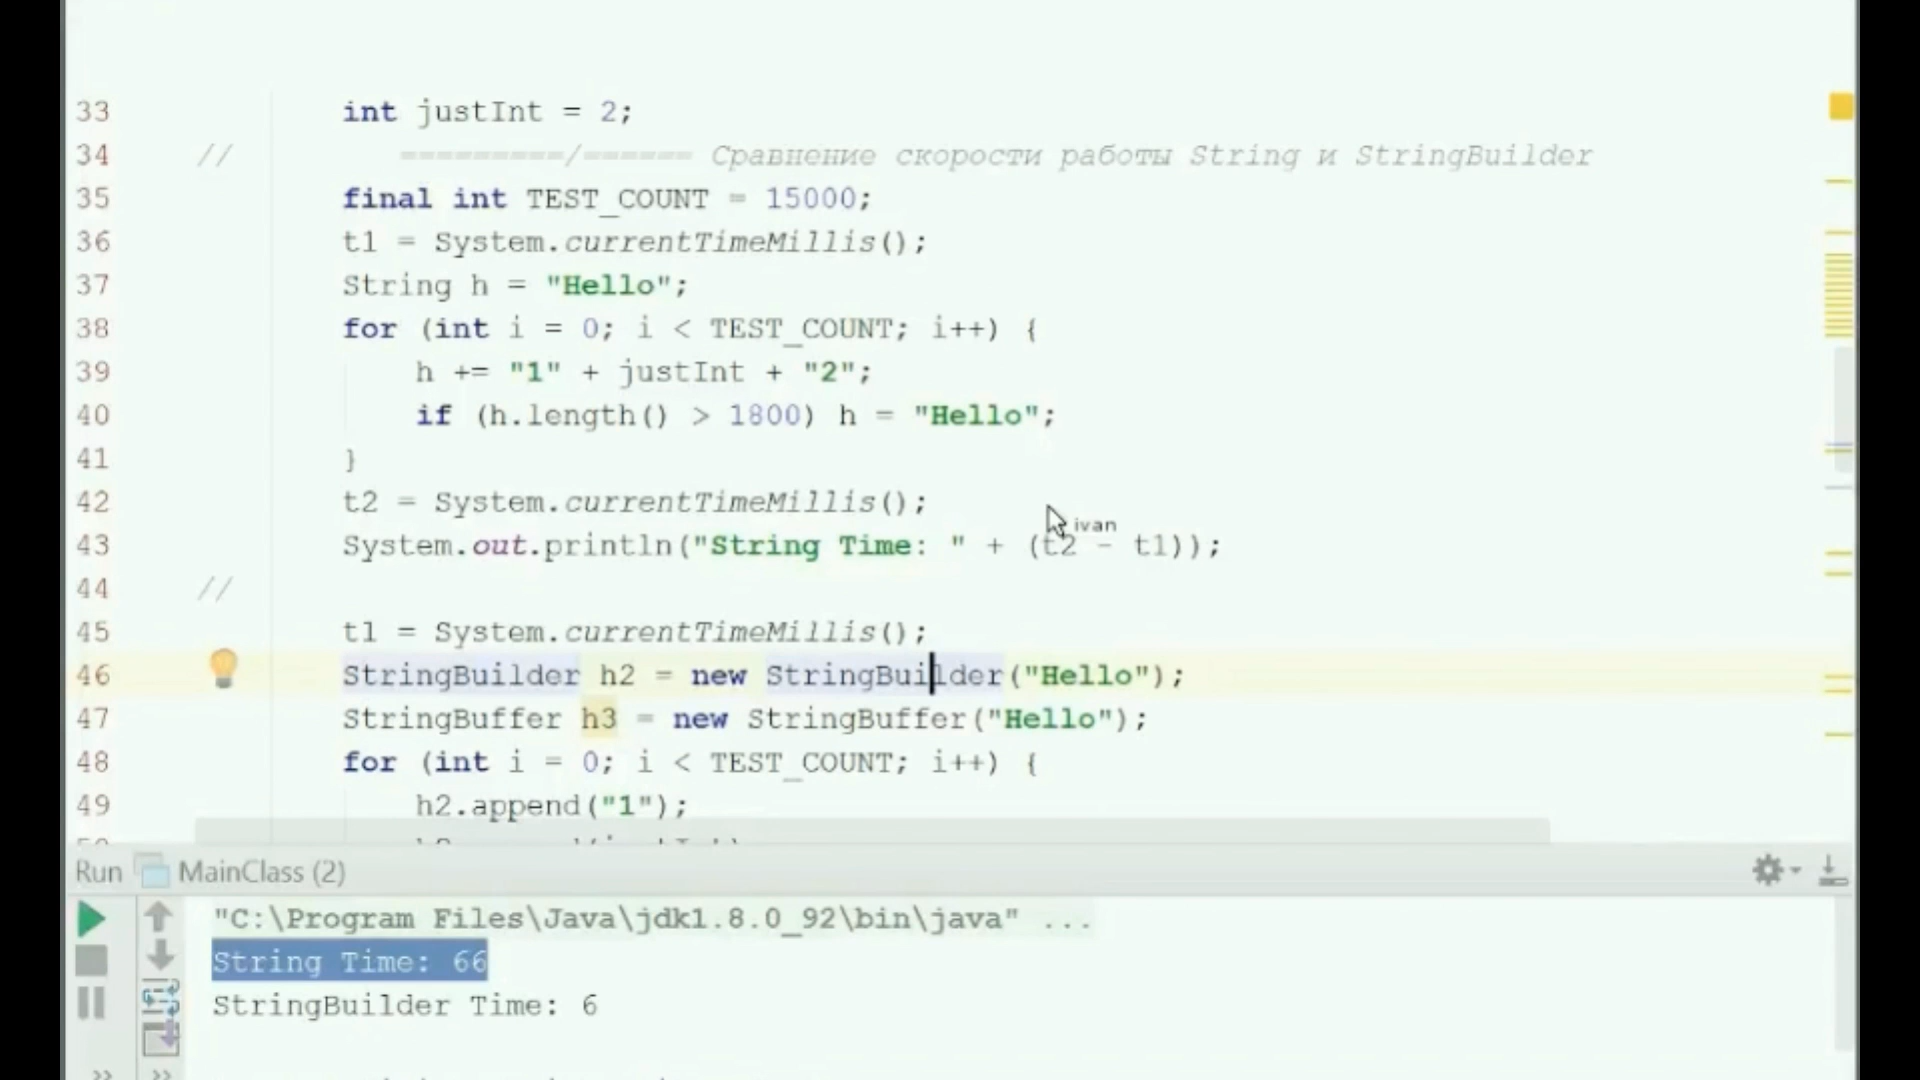 33 int justInt = 2;
34 // =========/====== Сравнение скорости работы String и StringBuilder
35 final int TEST_COUNT = 15000;
36 t1 = System.currentTimeMillis();
37 String h = "Hello";
38 for (int i = 0; i < TEST_COUNT; i++) {
39 h += "1" + justInt + "2";
40 if (h.length() > 1800) h = "Hello";
41 }
42 t2 = System.currentTimeMillis();
ivan
43 System.out.println("String Time: " + (t2 - t1));
44 //
45 t1 = System.currentTimeMillis();
46 StringBuilder h2 = new StringBuilder("Hello");
47 StringBuffer h3 = new StringBuffer("Hello");
48 for (int i = 0; i < TEST_COUNT; i++) {
49 h2.append("1");
Run MainClass (2)
"C:\Program Files\Java\jdk1.8.0_92\bin\java" ...
String Time: 66
StringBuilder Time: 6